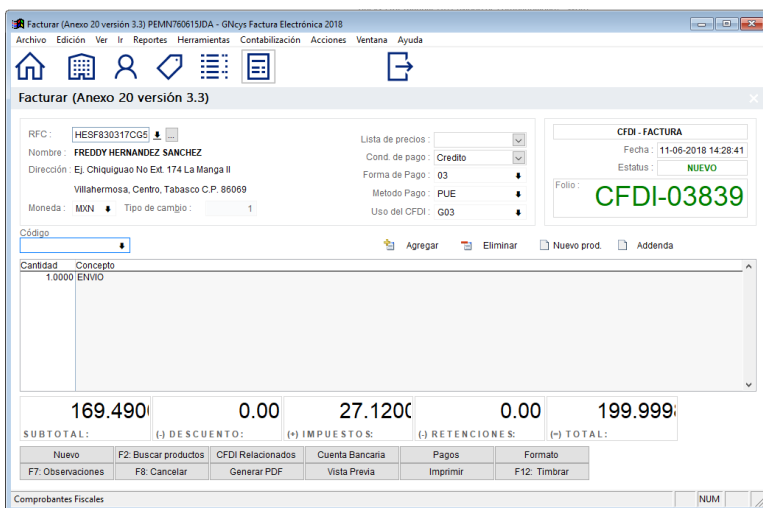 Facturar (Anexo 20 versión 3.3) PEMN760615JDA - GNcys Factura Electrónica 2018
Archivo Edición Ver Ir Reportes Herramientas Contabilización Acciones Ventana Ayuda
Facturar (Anexo 20 versión 3.3)
RFC : HESF830317CG5 ...
Nombre : FREDDY HERNANDEZ SANCHEZ
Dirección : Ej. Chiquiguao No Ext. 174 La Manga II
Villahermosa, Centro, Tabasco C.P. 86069
Moneda : MXN Tipo de cambio : 1
Lista de precios :
Cond. de pago : Credito
Forma de Pago : 03
Metodo Pago : PUE
Uso del CFDI : G03
CFDI - FACTURA
Fecha : 11-06-2018 14:28:41
Estatus : NUEVO
Folio : CFDI-03839
Código
Agregar Eliminar Nuevo prod. Addenda
Cantidad Concepto
1.0000 ENVIO
169.490 0.00 27.1200 0.00 199.999
SUBTOTAL: (-) DESCUENTO: (+) IMPUESTOS: (-) RETENCIONES: (=) TOTAL:
Nuevo F2: Buscar productos CFDI Relacionados Cuenta Bancaria Pagos Formato
F7: Observaciones F8: Cancelar Generar PDF Vista Previa Imprimir F12: Timbrar
Comprobantes Fiscales NUM